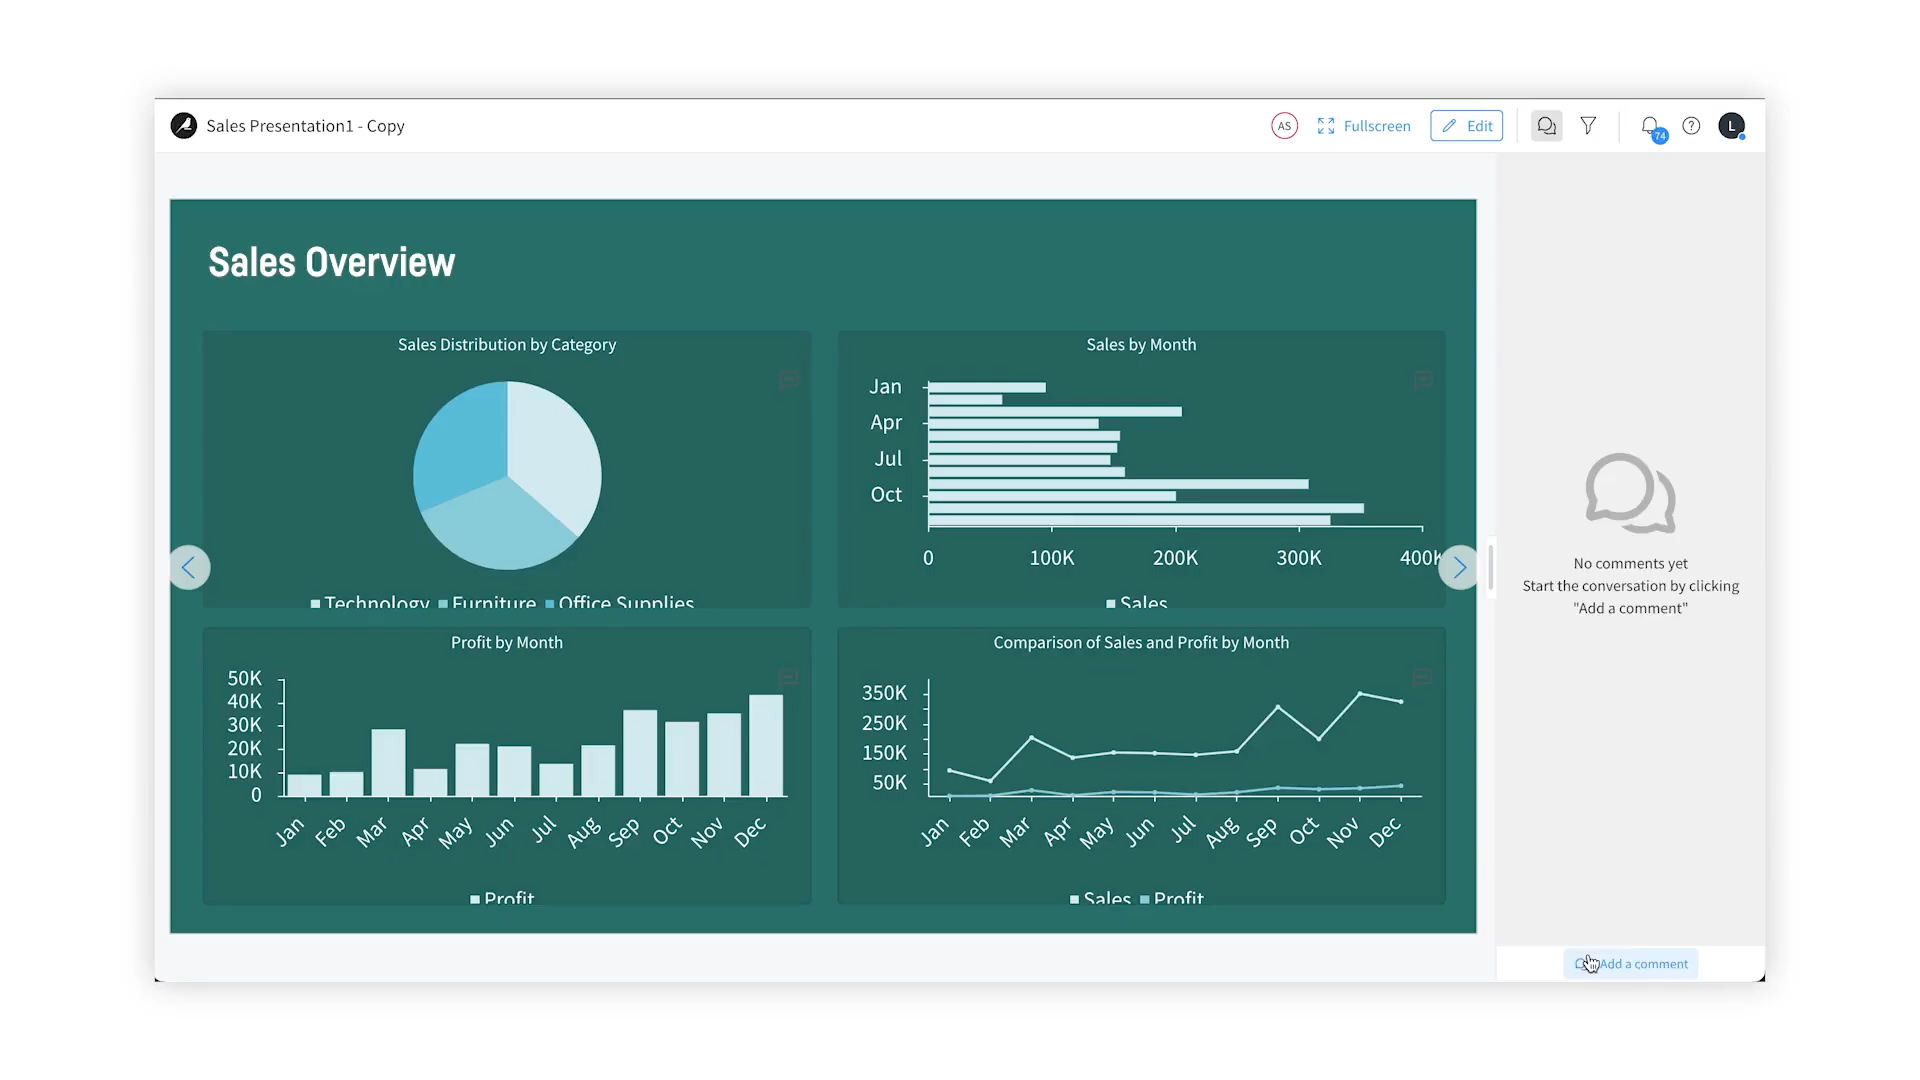 Sales Presentation1 - Copy
AS
Fullscreen
Edit
74
?
L
Sales Overview
Sales Distribution by Category
Technology Furniture Office Supplies
Sales by Month
Jan
Apr
Jul
Oct
0 100K 200K 300K 400K
Sales
Profit by Month
50K
40K
30K
20K
10K
0
Jan Feb Mar Apr May Jun Jul Aug Sep Oct Nov Dec
Profit
Comparison of Sales and Profit by Month
350K
250K
150K
50K
Jan Feb Mar Apr May Jun Jul Aug Sep Oct Nov Dec
Sales Profit
No comments yet
Start the conversation by clicking
"Add a comment"
Add a comment